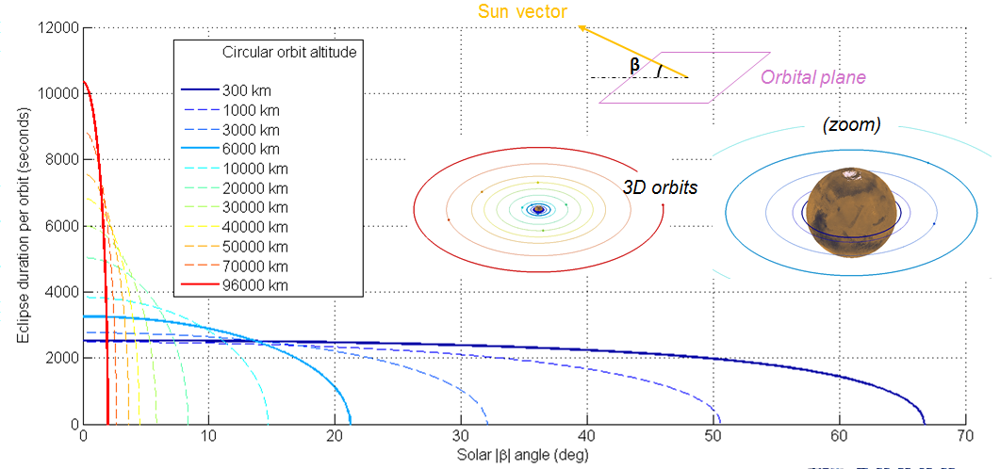 Sun vector
β
Orbital plane
(zoom)
3D orbits
Circular orbit altitude
300 km
1000 km
3000 km
6000 km
10000 km
20000 km
30000 km
40000 km
50000 km
70000 km
96000 km
Eclipse duration per orbit (seconds)
12000
10000
8000
6000
4000
2000
0
0 10 20 30 40 50 60 70
Solar |β| angle (deg)